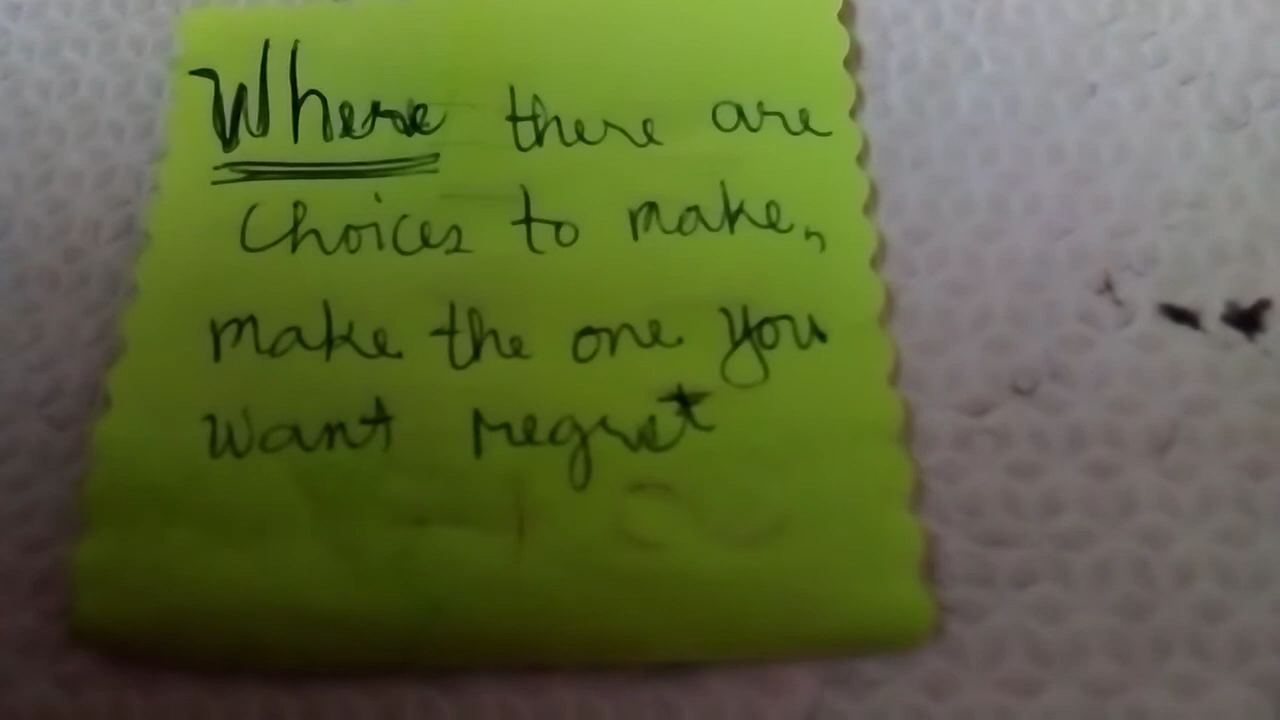 Where there are
Choices to make,
make the one you
want regret